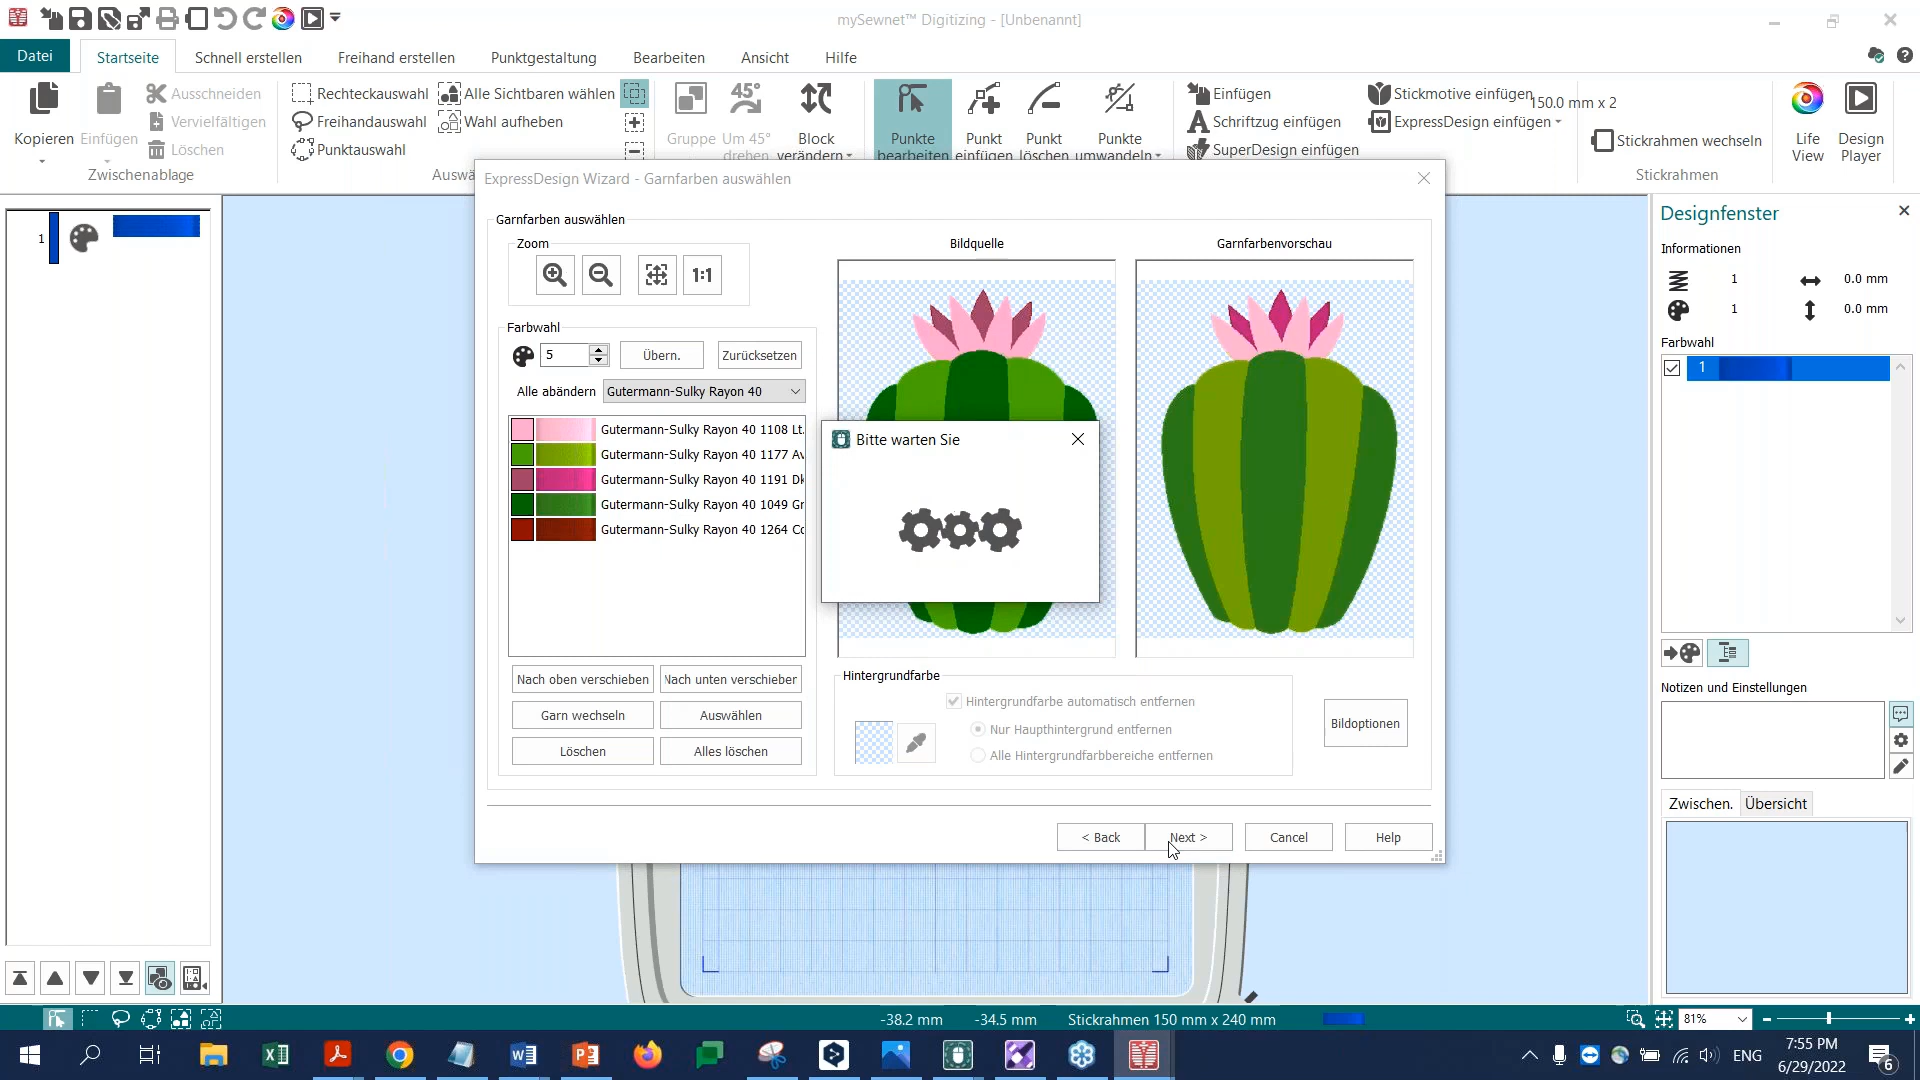 mySewnet™ Digitizing - [Unbenannt]
Datei
Startseite
Schnell erstellen
Freihand erstellen
Punktgestaltung
Bearbeiten
Ansicht
Hilfe
Kopieren
Einfügen
Ausschneiden
Vervielfältigen
Löschen
Zwischenablage
Rechteckauswahl
Freihandauswahl
Punktauswahl
Alle Sichtbaren wählen
Wahl aufheben
Auswä
Gruppe
Um 45°
drehen
45°
Block
verändern
Punkte
bearbeiten
Punkt
einfügen
Punkt
löschen
Punkte
umwandeln
Einfügen
Schriftzug einfügen
SuperDesign einfügen
Stickmotive einfügen
ExpressDesign einfügen
150.0 mm x 2
Stickrahmen wechseln
Stickrahmen
Life
View
Design
Player
1
ExpressDesign Wizard - Garnfarben auswählen
Garnfarben auswählen
Zoom
1:1
Farbwahl
5
Übern.
Zurücksetzen
Alle abändern
Gutermann-Sulky Rayon 40
Gutermann-Sulky Rayon 40 1108 Lt.
Gutermann-Sulky Rayon 40 1177 Av
Gutermann-Sulky Rayon 40 1191 Dk
Gutermann-Sulky Rayon 40 1049 Gr
Gutermann-Sulky Rayon 40 1264 Co
Nach oben verschieben
Nach unten verschieber
Garn wechseln
Auswählen
Löschen
Alles löschen
Bildquelle
Garnfarbenvorschau
Bitte warten Sie
Hintergrundfarbe
Hintergrundfarbe automatisch entfernen
Nur Haupthintergrund entfernen
Alle Hintergrundfarbbereiche entfernen
Bildoptionen
< Back
Next >
Cancel
Help
Designfenster
Informationen
1
0.0 mm
1
0.0 mm
Farbwahl
1
Notizen und Einstellungen
Zwischen.
Übersicht
-38.2 mm
-34.5 mm
Stickrahmen 150 mm x 240 mm
81%
ENG
7:55 PM
6/29/2022
6